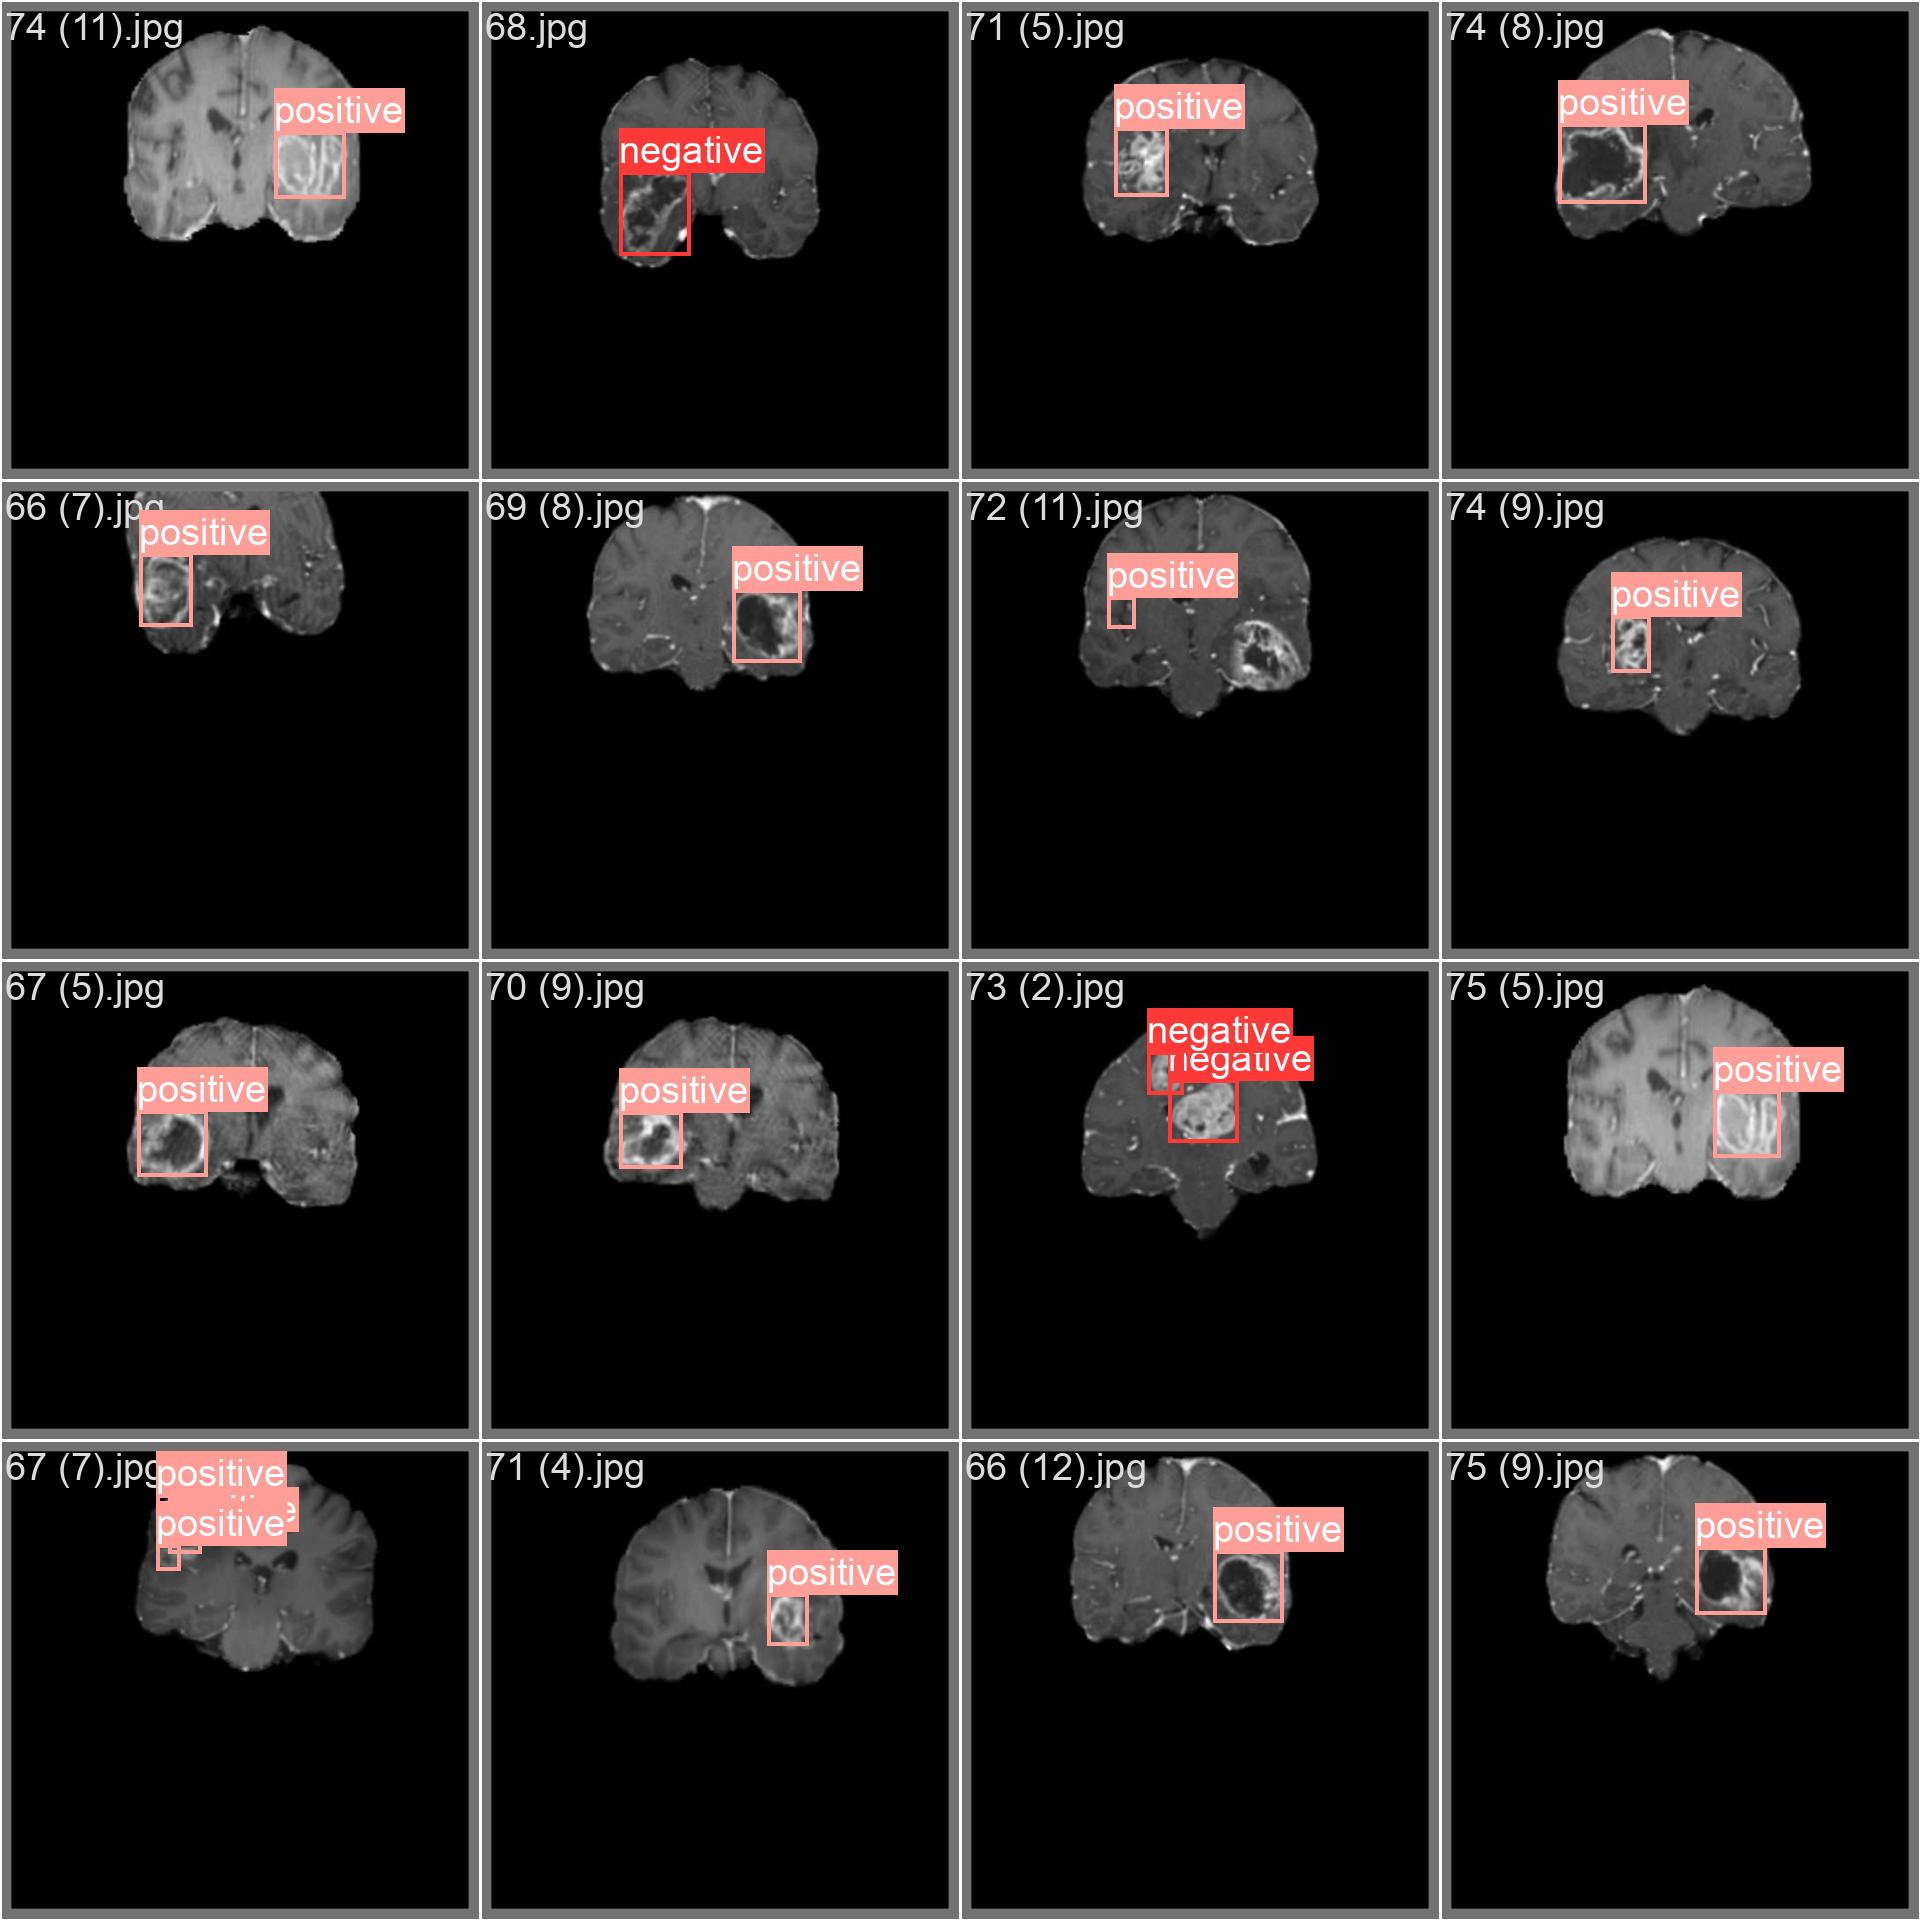 74 (11).jpg
positive
68.jpg
negative
71 (5).jpg
positive
74 (8).jpg
positive
66 (7).jpg
positive
69 (8).jpg
positive
72 (11).jpg
positive
74 (9).jpg
positive
67 (5).jpg
positive
70 (9).jpg
positive
73 (2).jpg
negative
negative
75 (5).jpg
positive
67 (7).jpg
positive
positive
71 (4).jpg
positive
66 (12).jpg
positive
75 (9).jpg
positive